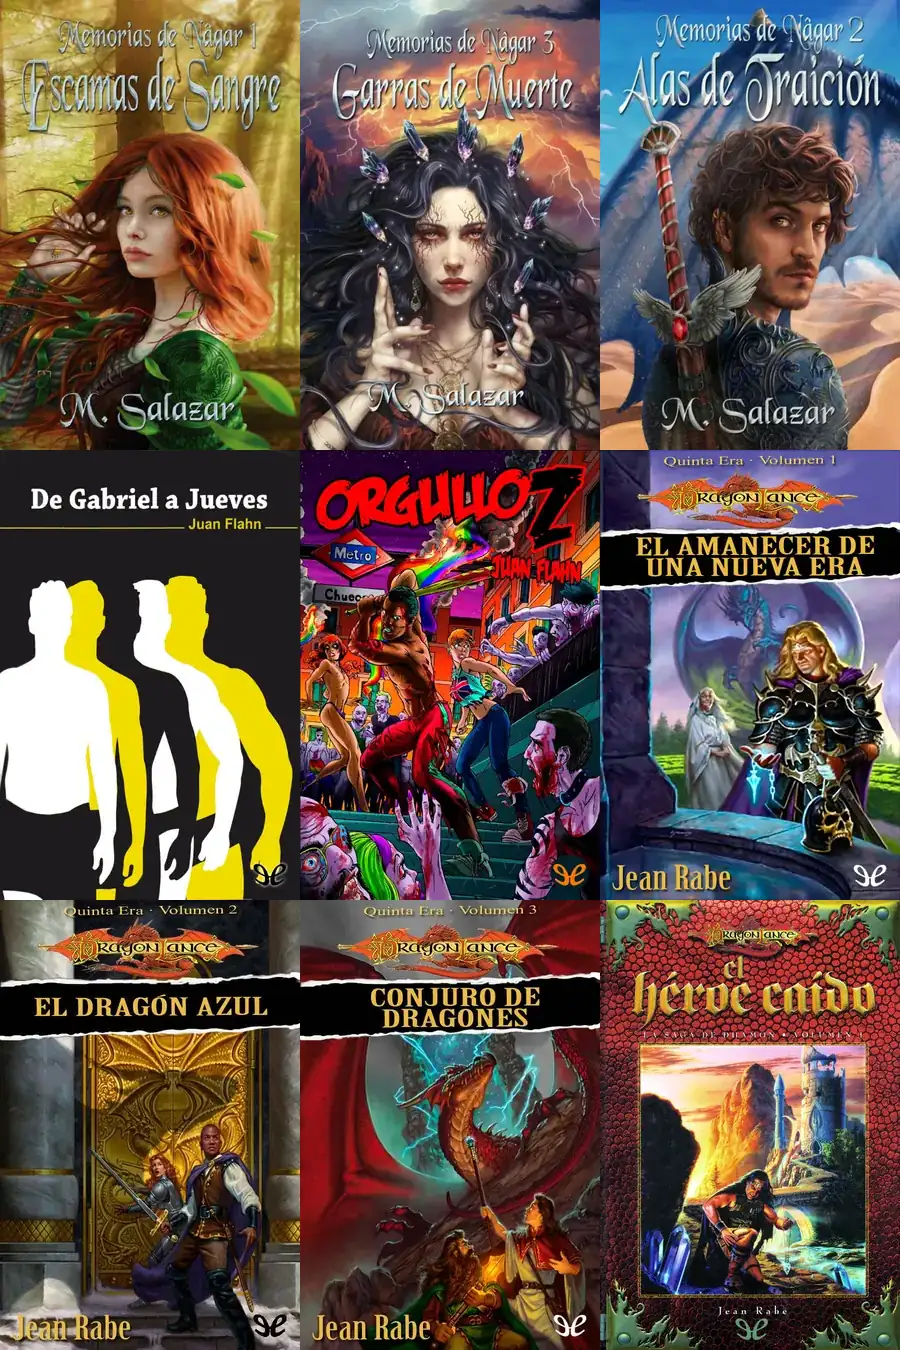 Memorias de Nâgar 1
Escamas de Sangre
M. Salazar
Memorias de Nâgar 3
Garras de Muerte
M. Salazar
Memorias de Nâgar 2
Alas de Traición
M. Salazar
De Gabriel a Jueves
Juan Flahn
ORGULLO Z
JUAN FLAHN
Metro
Chueca
Quinta Era · Volumen 1
DRAGONLANCE
EL AMANECER DE
UNA NUEVA ERA
Jean Rabe
Quinta Era · Volumen 2
DRAGONLANCE
EL DRAGÓN AZUL
Jean Rabe
Quinta Era · Volumen 3
DRAGONLANCE
CONJURO DE
DRAGONES
Jean Rabe
DRAGONLANCE
el
héroe caído
LA SAGA DE DHAMON • VOLUMEN 1
Jean Rabe